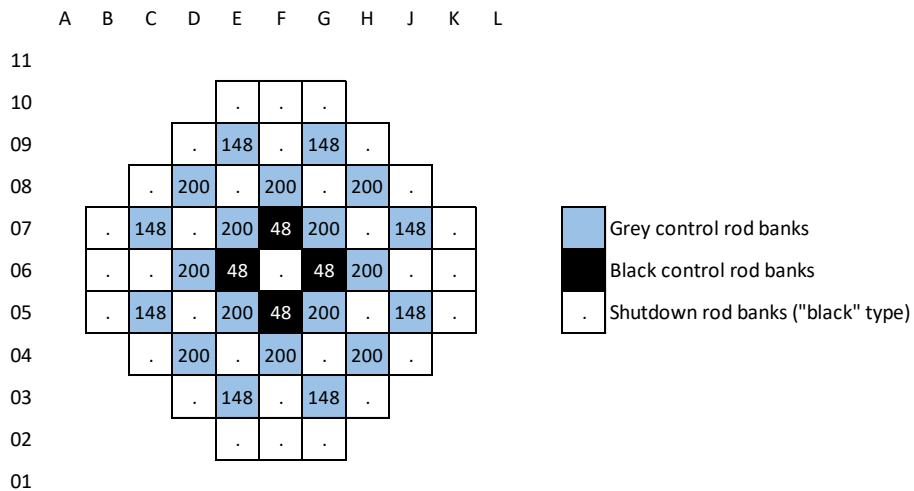 A B C D E F G H J K L
11
10 . . .
09 . 148 . 148 .
08 . 200 . 200 . 200 .
07 . 148 . 200 48 200 . 148 . Grey control rod banks
06 . . 200 48 . 48 200 . . Black control rod banks
05 . 148 . 200 48 200 . 148 . . Shutdown rod banks ("black" type)
04 . 200 . 200 . 200 .
03 . 148 . 148 .
02 . . .
01